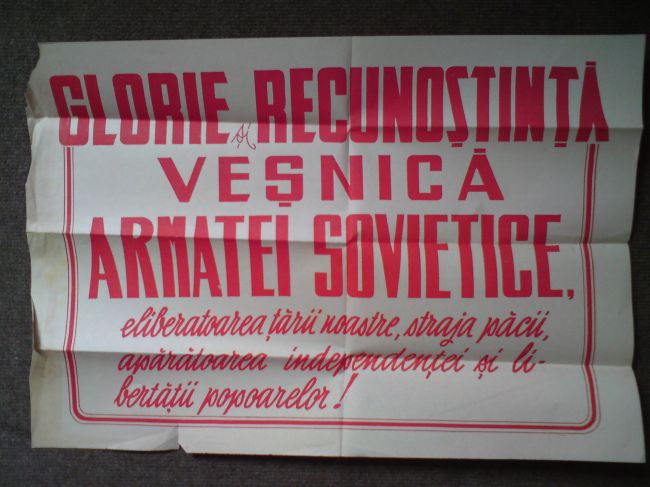 GLORIE și RECUNOȘTINȚĂ
VEȘNICĂ
ARMATEI SOVIETICE,
eliberatoarea țării noastre, straja păcii,
apărătoarea independenței și li-
bertății popoarelor!